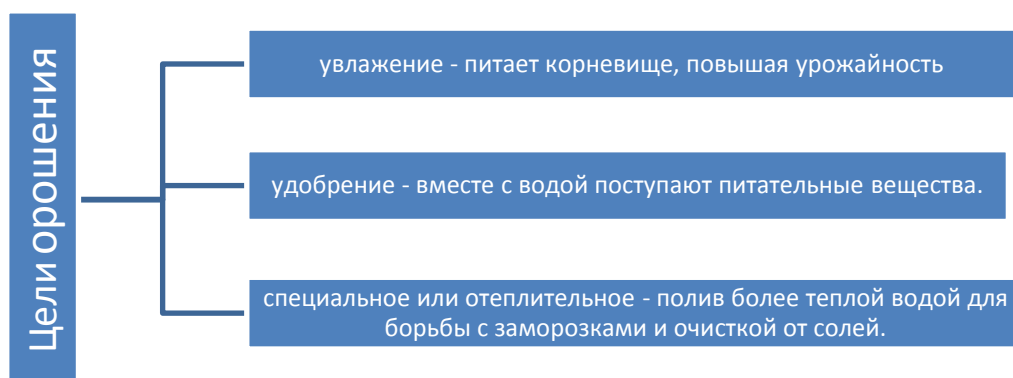 Цели орошения
увлажение - питает корневище, повышая урожайность
удобрение - вместе с водой поступают питательные вещества.
специальное или отеплительное - полив более теплой водой для
борьбы с заморозками и очисткой от солей.